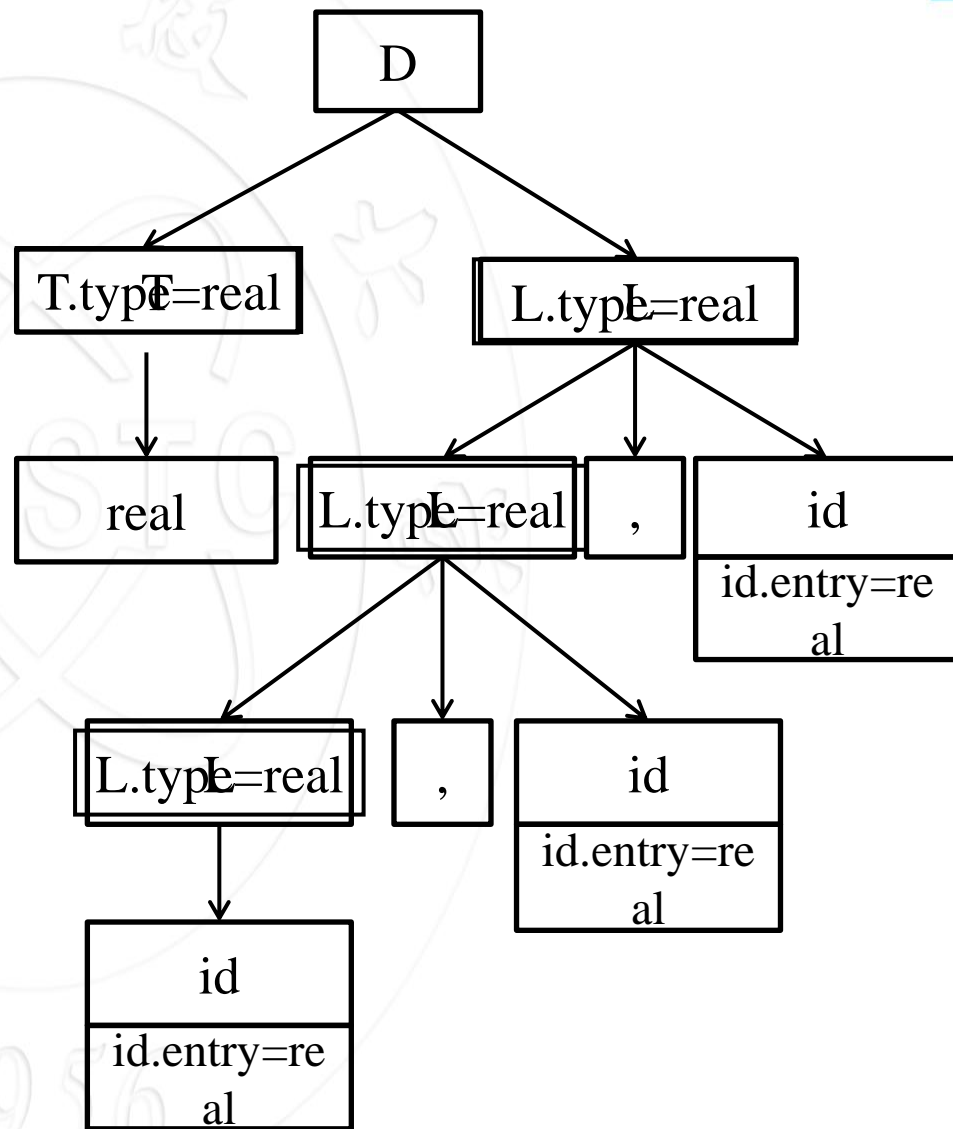 D
T.type=real
T
L.type=real
L
real
L.type=real
L
,
id
id.entry=re
al
L.type=real
L
,
id
id.entry=re
al
id
id.entry=re
al
STC